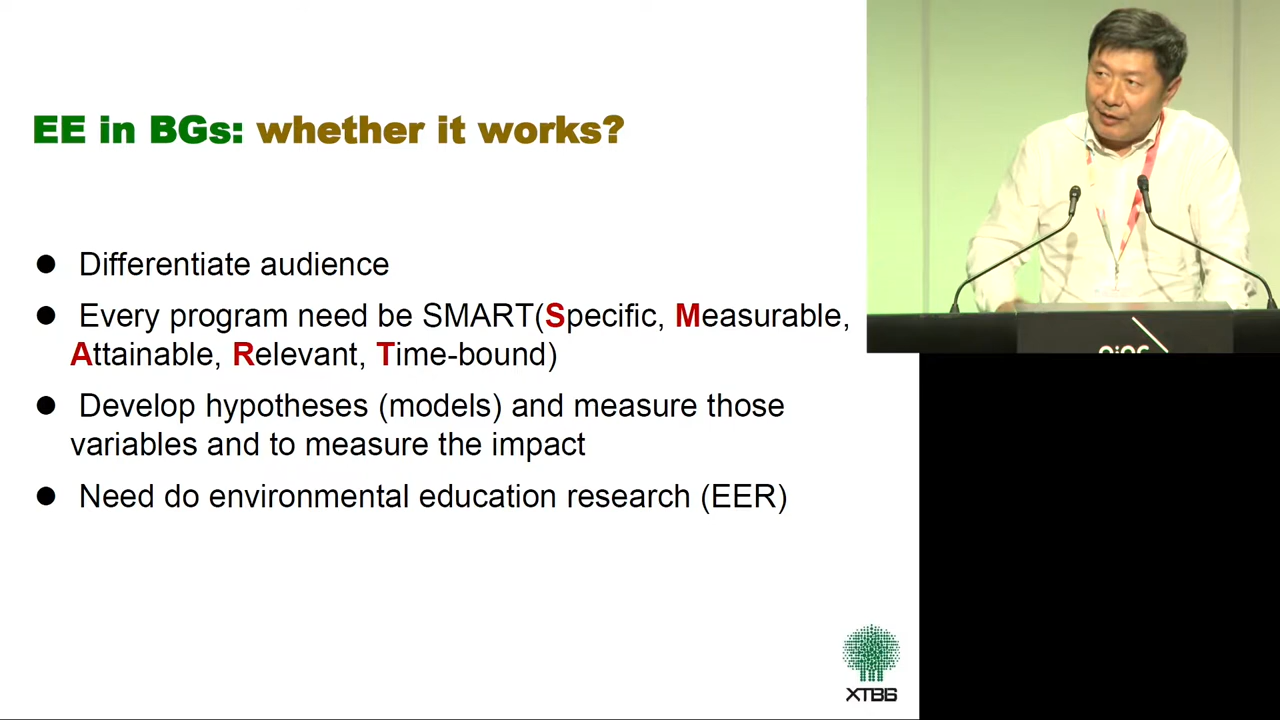 EE in BGs: whether it works?
● Differentiate audience
● Every program need be SMART(Specific, Measurable,
Attainable, Relevant, Time-bound)
● Develop hypotheses (models) and measure those
variables and to measure the impact
● Need do environmental education research (EER)
XTBG